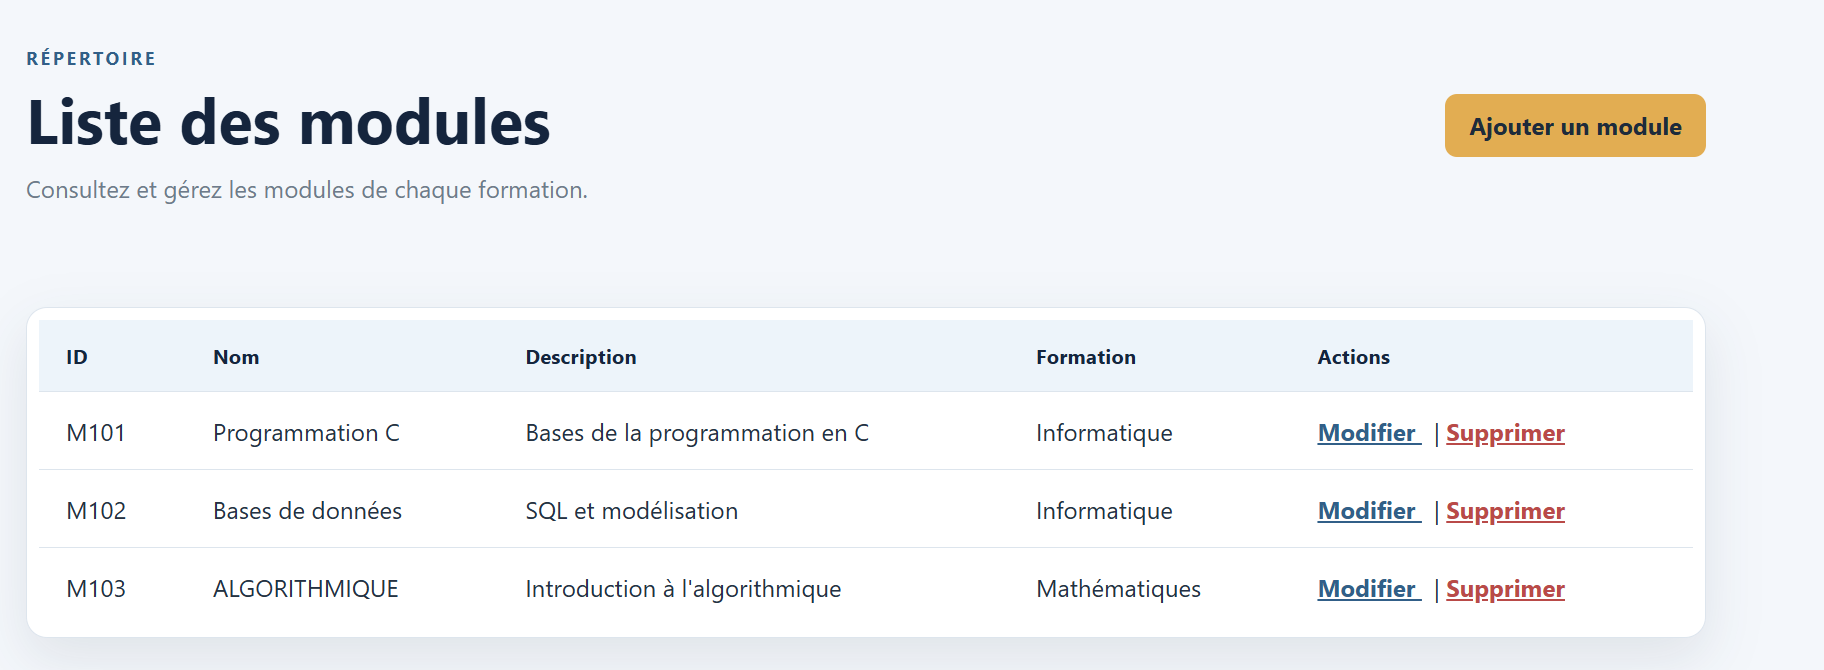 RÉPERTOIRE
Liste des modules
Ajouter un module
Consultez et gérez les modules de chaque formation.
ID Nom Description Formation Actions
M101 Programmation C Bases de la programmation en C Informatique Modifier | Supprimer
M102 Bases de données SQL et modélisation Informatique Modifier | Supprimer
M103 ALGORITHMIQUE Introduction à l'algorithmique Mathématiques Modifier | Supprimer